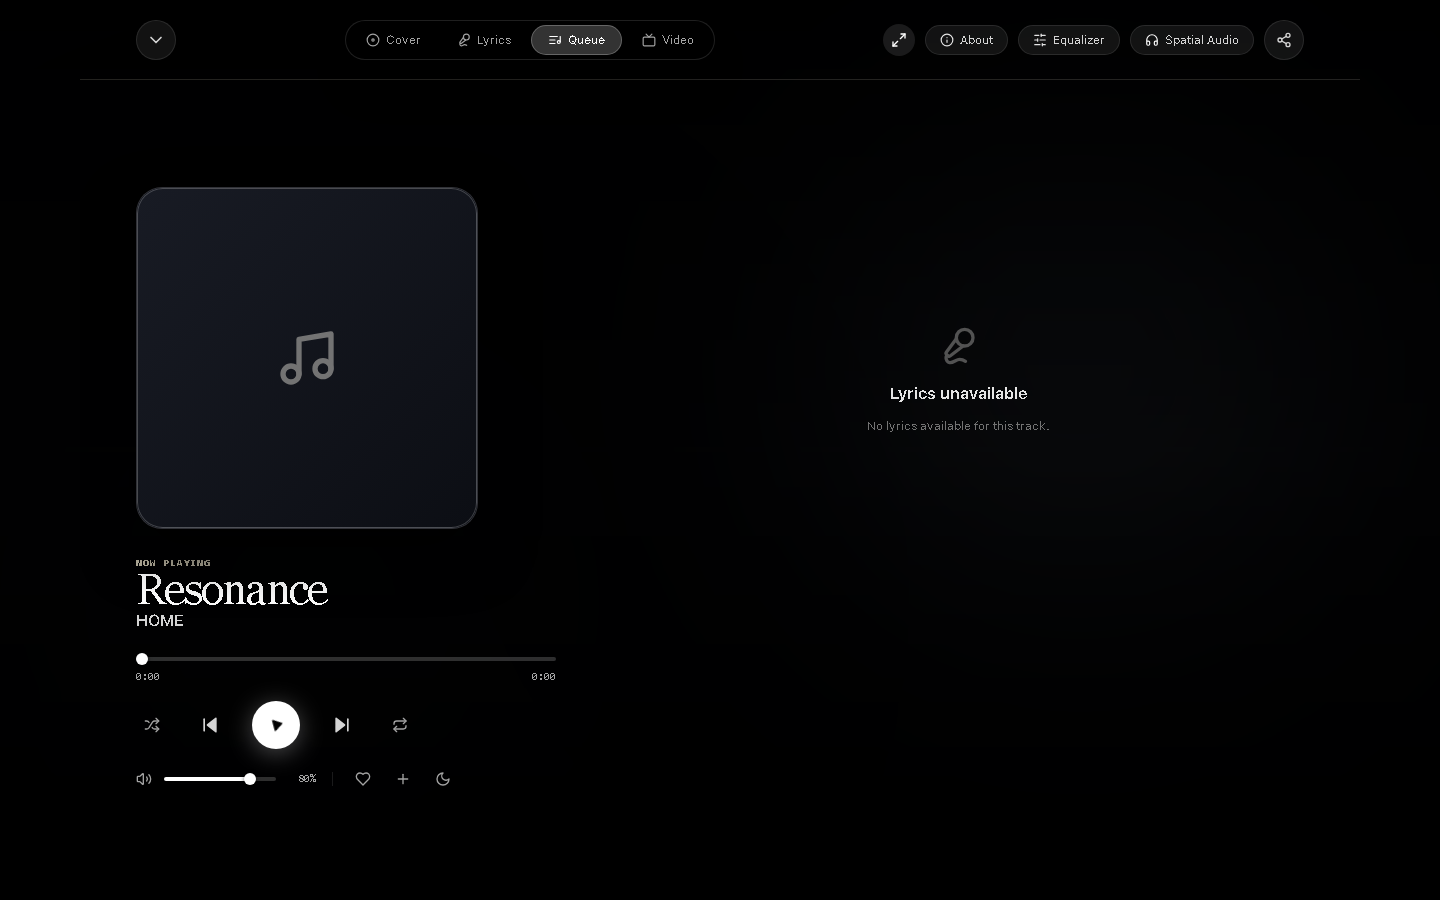 Cover
Lyrics
Queue
Video
About
Equalizer
Spatial Audio
Lyrics unavailable
No lyrics available for this track.
NOW PLAYING
Resonance
HOME
0:00
0:00
80%